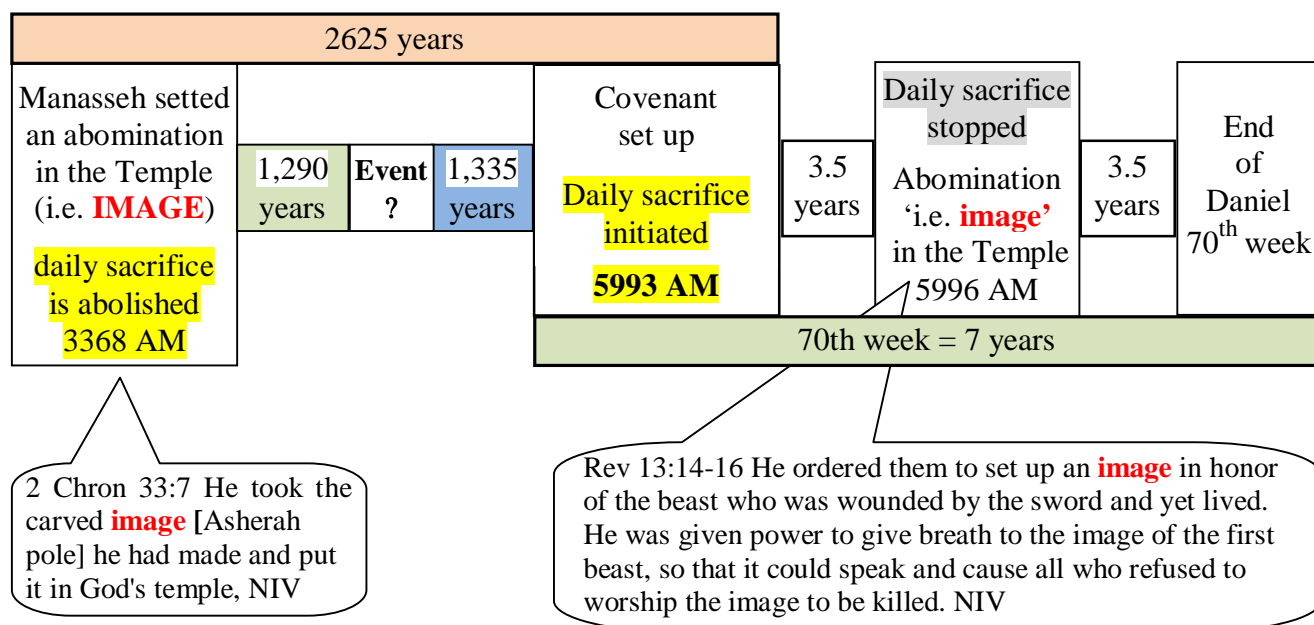 2625 years
Manasseh setted
an abomination
in the Temple
(i.e. IMAGE)
daily sacrifice
is abolished
3368 AM
1,290
years
Event
?
1,335
years
Covenant
set up
Daily sacrifice
initiated
5993 AM
3.5
years
Daily sacrifice
stopped
Abomination
‘i.e. image’
in the Temple
5996 AM
3.5
years
End
of
Daniel
70th week
70th week = 7 years
2 Chron 33:7 He took the
carved image [Asherah
pole] he had made and put
it in God's temple, NIV
Rev 13:14-16 He ordered them to set up an image in honor
of the beast who was wounded by the sword and yet lived.
He was given power to give breath to the image of the first
beast, so that it could speak and cause all who refused to
worship the image to be killed. NIV